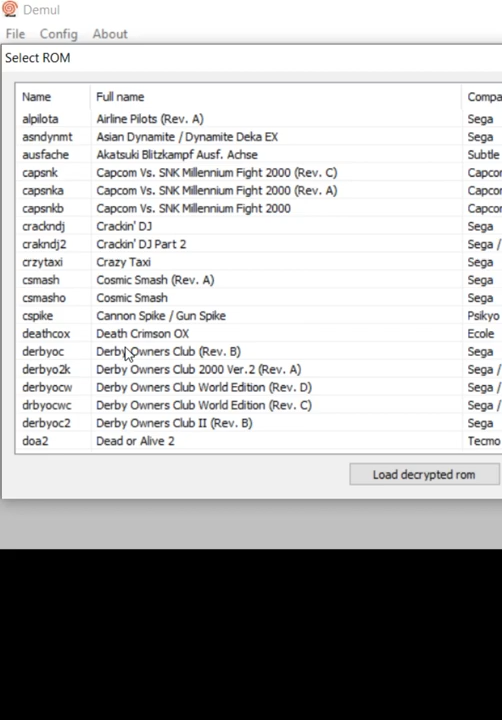 Demul
File Config About
Select ROM
Name Full name Compa
alpilota Airline Pilots (Rev. A) Sega
asndynmt Asian Dynamite / Dynamite Deka EX Sega
ausfache Akatsuki Blitzkampf Ausf. Achse Subtle
capsnk Capcom Vs. SNK Millennium Fight 2000 (Rev. C) Capcor
capsnka Capcom Vs. SNK Millennium Fight 2000 (Rev. A) Capcor
capsnkb Capcom Vs. SNK Millennium Fight 2000 Capcor
crackndj Crackin' DJ Sega
crakndj2 Crackin' DJ Part 2 Sega /
crzytaxi Crazy Taxi Sega
csmash Cosmic Smash (Rev. A) Sega
csmasho Cosmic Smash Sega
cspike Cannon Spike / Gun Spike Psikyo
deathcox Death Crimson OX Ecole
derbyoc Derby Owners Club (Rev. B) Sega /
derbyo2k Derby Owners Club 2000 Ver.2 (Rev. A) Sega /
derbyocw Derby Owners Club World Edition (Rev. D) Sega /
drbyocwc Derby Owners Club World Edition (Rev. C) Sega /
derbyoc2 Derby Owners Club II (Rev. B) Sega
doa2 Dead or Alive 2 Tecmo
Load decrypted rom